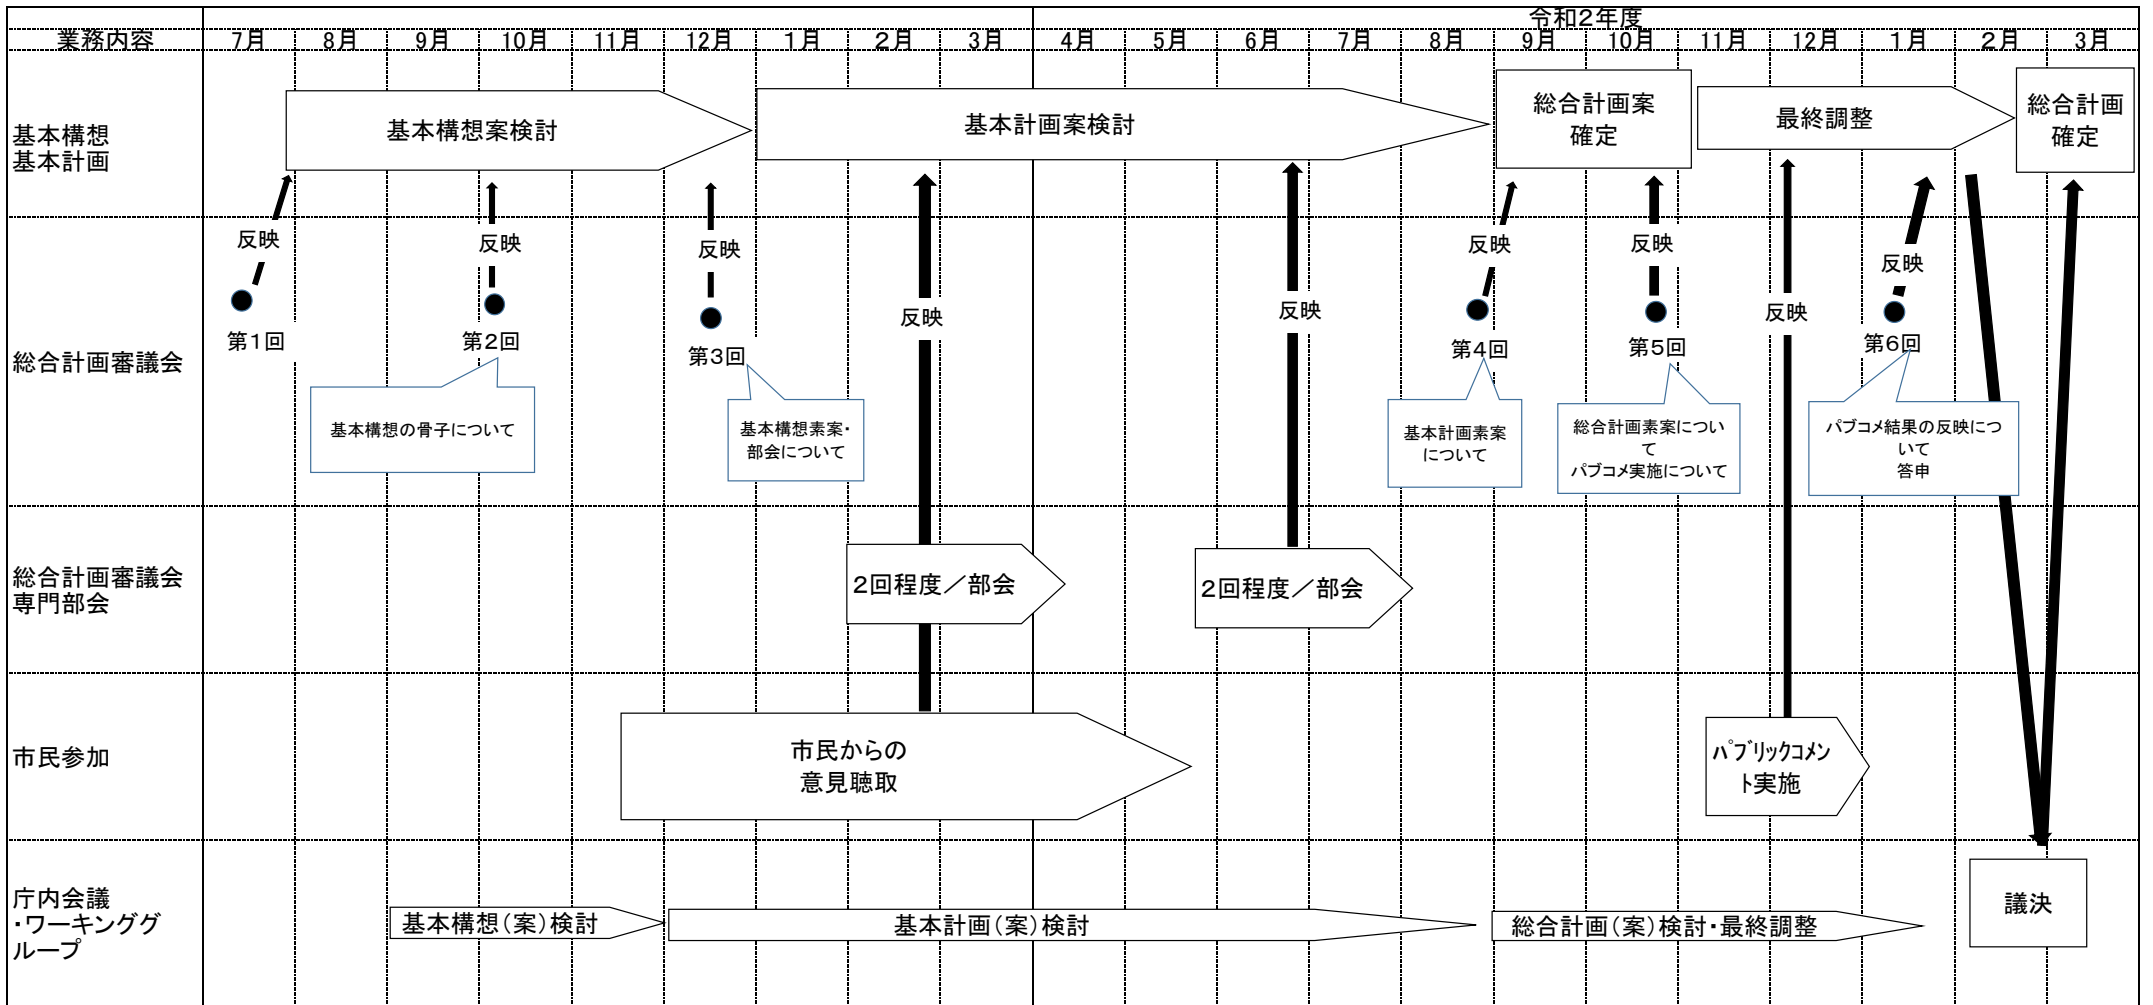 令和2年度
業務内容 7月 8月 9月 10月 11月 12月 1月 2月 3月 4月 5月 6月 7月 8月 9月 10月 11月 12月 1月 2月 3月
基本構想
基本計画
基本構想案検討
基本計画案検討
総合計画案
確定
最終調整
総合計画
確定
総合計画審議会
反映
反映
反映
反映
反映
反映
反映
反映
反映
第1回
第2回
第3回
第4回
第5回
第6回
基本構想の骨子について
基本構想素案・
部会について
基本計画素案
について
総合計画素案につい
て
パブコメ実施について
パブコメ結果の反映につ
いて
答申
総合計画審議会
専門部会
2回程度／部会
2回程度／部会
市民参加
市民からの
意見聴取
パブリックコメン
ト実施
庁内会議
・ワーキンググ
ループ
基本構想（案）検討
基本計画（案）検討
総合計画（案）検討・最終調整
議決